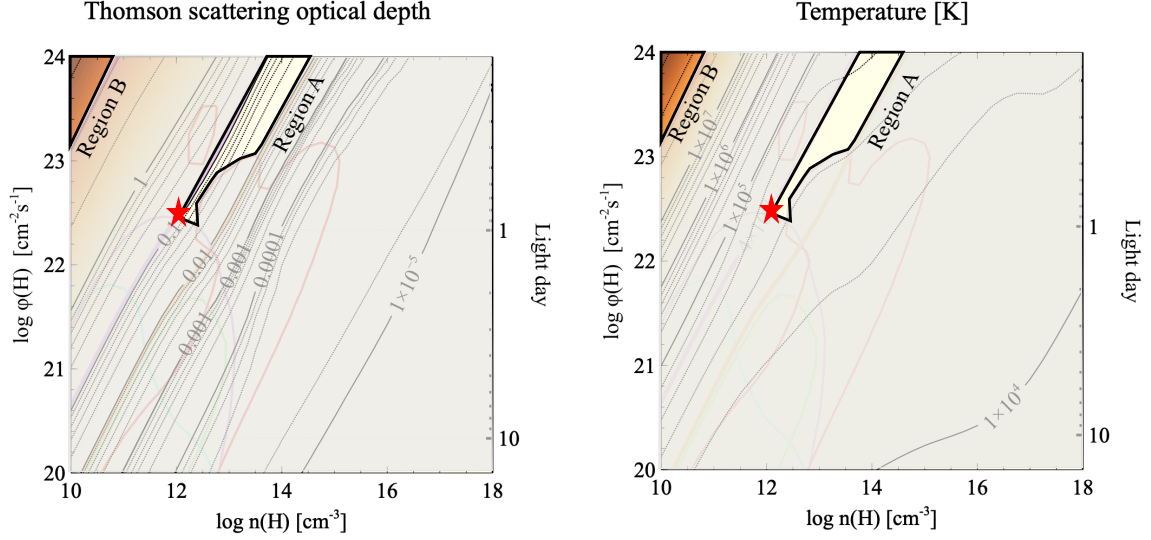 Thomson scattering optical depth
24
23
22
21
20
log φ(H) [cm⁻²s⁻¹]
Region B
Region A
1
0.1
0.01
0.001
0.0001
0.001
1×10⁻⁵
1
10
Light day
10 12 14 16 18
log n(H) [cm⁻³]
Temperature [K]
24
23
22
21
20
log φ(H) [cm⁻²s⁻¹]
Region B
Region A
1×10⁷
1×10⁶
1×10⁵
1×10⁴
1
10
Light day
10 12 14 16 18
log n(H) [cm⁻³]